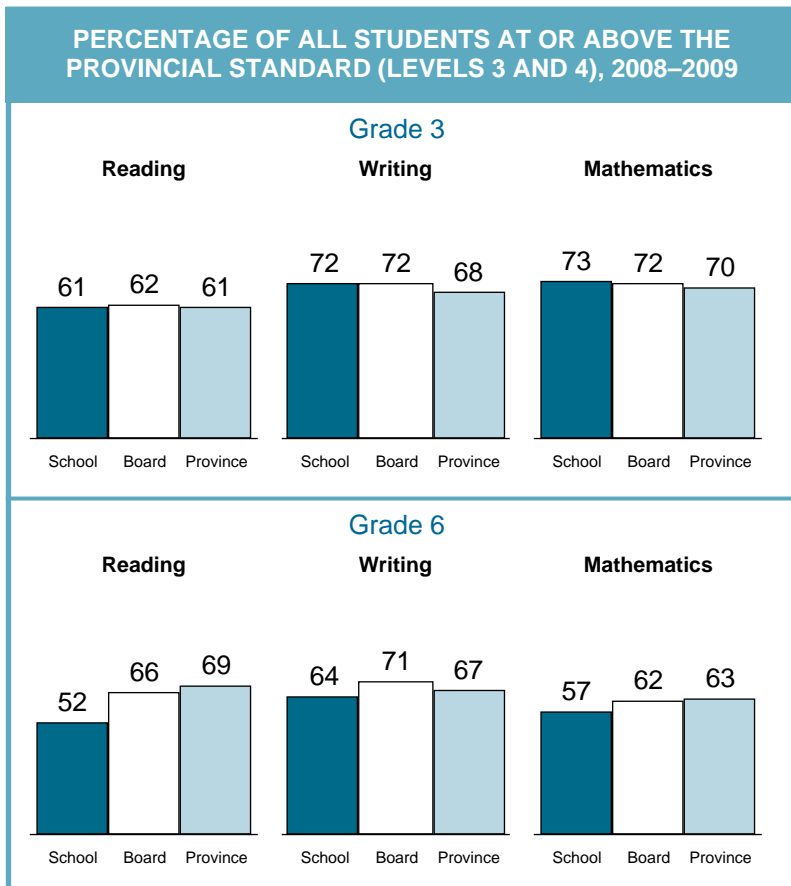 PERCENTAGE OF ALL STUDENTS AT OR ABOVE THE
PROVINCIAL STANDARD (LEVELS 3 AND 4), 2008–2009
Grade 3
Reading Writing Mathematics
61 62 61 72 72 68 73 72 70
School Board Province School Board Province School Board Province
Grade 6
Reading Writing Mathematics
52 66 69 64 71 67 57 62 63
School Board Province School Board Province School Board Province